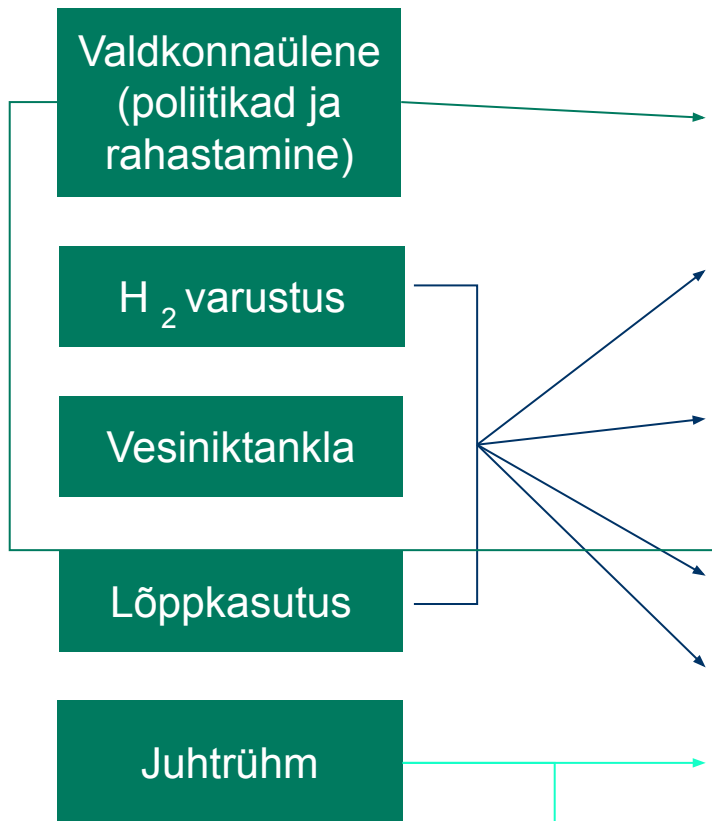 Valdkonnaülene
(poliitikad ja
rahastamine)
H 2 varustus
Vesiniktankla
Lõppkasutus
Juhtrühm